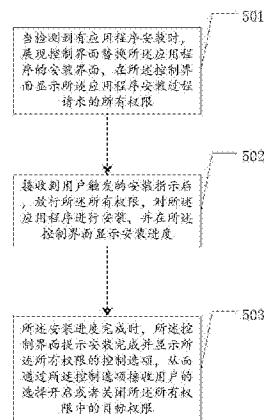 501
当检测到有应用程序安装时,
展现控制界面替换所述应用程
序的安装界面, 在所述控制界
面显示所述应用程序安装过程
请求的所有权限
502
接收到用户触发的安装指示后
, 放行所述所有权限, 对所述
应用程序进行安装, 并在所述
控制界面显示安装进度
503
所述安装进度完成时, 所述控
制界面提示安装完成并显示所
述所有权限的控制选项, 从而
通过所述控制选项接收用户的
选择开启或者关闭所述所有权
限中的目标权限